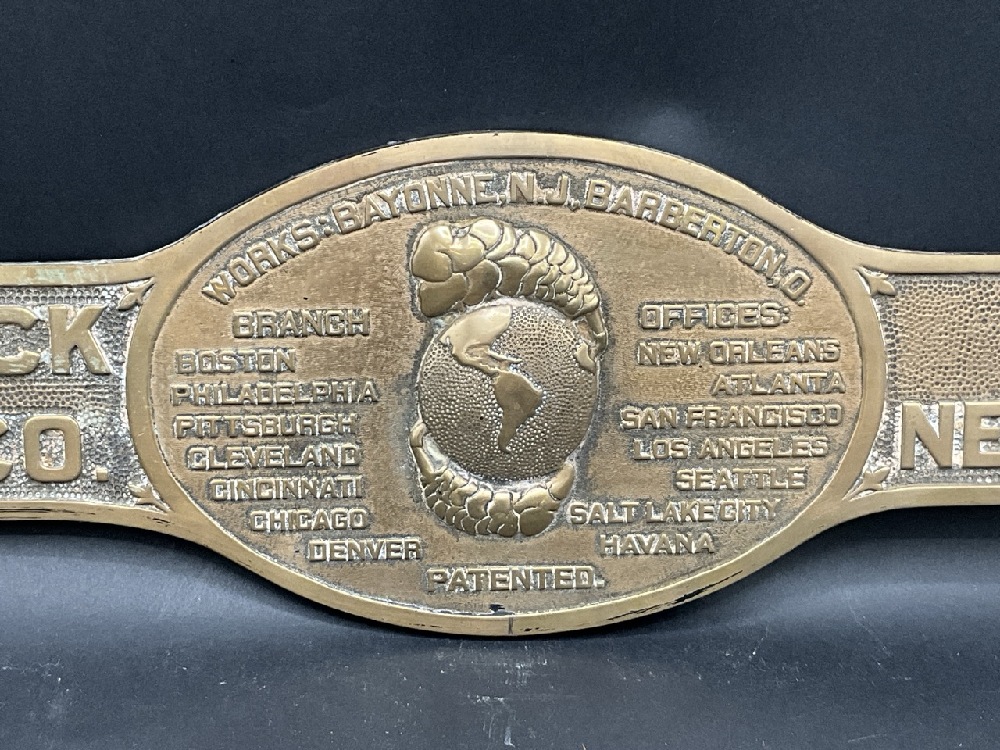 WORKS: BAYONNE, N.J., BARBERTON, O.
BRANCH OFFICES:
BOSTON
PHILADELPHIA
PITTSBURGH
CLEVELAND
CINCINNATI
CHICAGO
DENVER
NEW ORLEANS
ATLANTA
SAN FRANCISCO
LOS ANGELES
SEATTLE
SALT LAKE CITY
HAVANA
PATENTED.
CK
CO.
NE